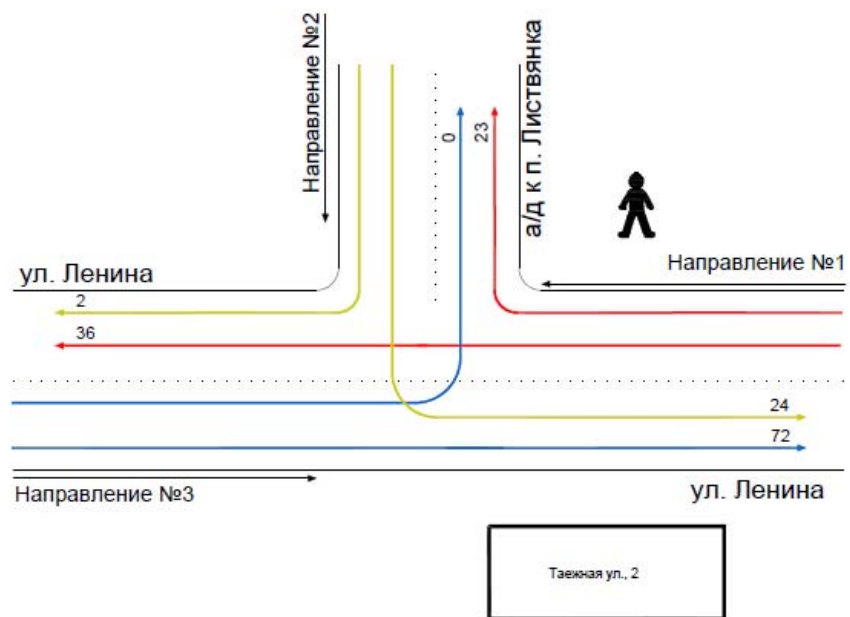 Направление №2
0
23
а/д к п. Листвянка
ул. Ленина
Направление №1
2
36
24
72
Направление №3
ул. Ленина
Таежная ул., 2